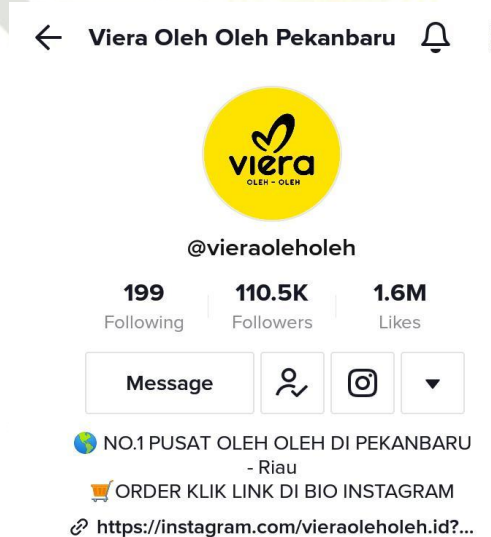 Viera Oleh Oleh Pekanbaru
viera
OLEH - OLEH
@vieraoleholeh
199 110.5K 1.6M
Following Followers Likes
Message
NO.1 PUSAT OLEH OLEH DI PEKANBARU
- Riau
ORDER KLIK LINK DI BIO INSTAGRAM
https://instagram.com/vieraoleholeh.id?...